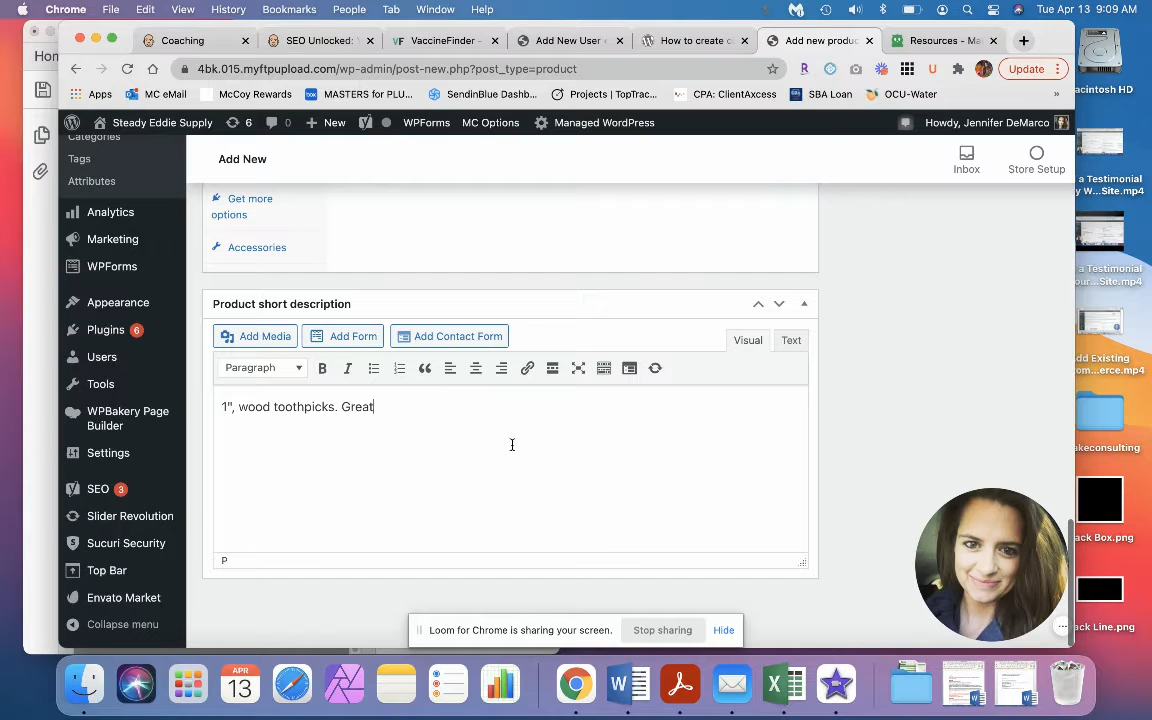 Chrome File Edit View History Bookmarks People Tab Window Help Tue Apr 13 9:09 AM
Coaching SEO Unlocked: VaccineFinder - Add New User How to create c Add new produc Resources - Ma
4bk.015.myftpupload.com/wp-admin/post-new.php?post_type=product Update
Apps MC eMail McCoy Rewards MASTERS for PLU... SendinBlue Dashb... Projects | TopTrac... CPA: ClientAxcess SBA Loan OCU-Water »
Steady Eddie Supply 6 New WPForms MC Options Managed WordPress Howdy, Jennifer DeMarco
Categories
Tags
Attributes
Analytics
Marketing
WPForms
Appearance
Plugins 6
Users
Tools
WPBakery Page
Builder
Settings
SEO 3
Slider Revolution
Sucuri Security
Top Bar
Envato Market
Collapse menu
Add New
Inbox
Store Setup
Get more
options
Accessories
Product short description
Add Media Add Form Add Contact Form
Visual Text
Paragraph B I
1", wood toothpicks. Great
P
Loom for Chrome is sharing your screen. Stop sharing Hide
Hom
acintosh HD
a Testimonial
y W...Site.mp4
a Testimonial
our...Site.mp4
dd Existing
om...erce.mp4
akeconsulting
ack Box.png
ack Line.png
APR
13